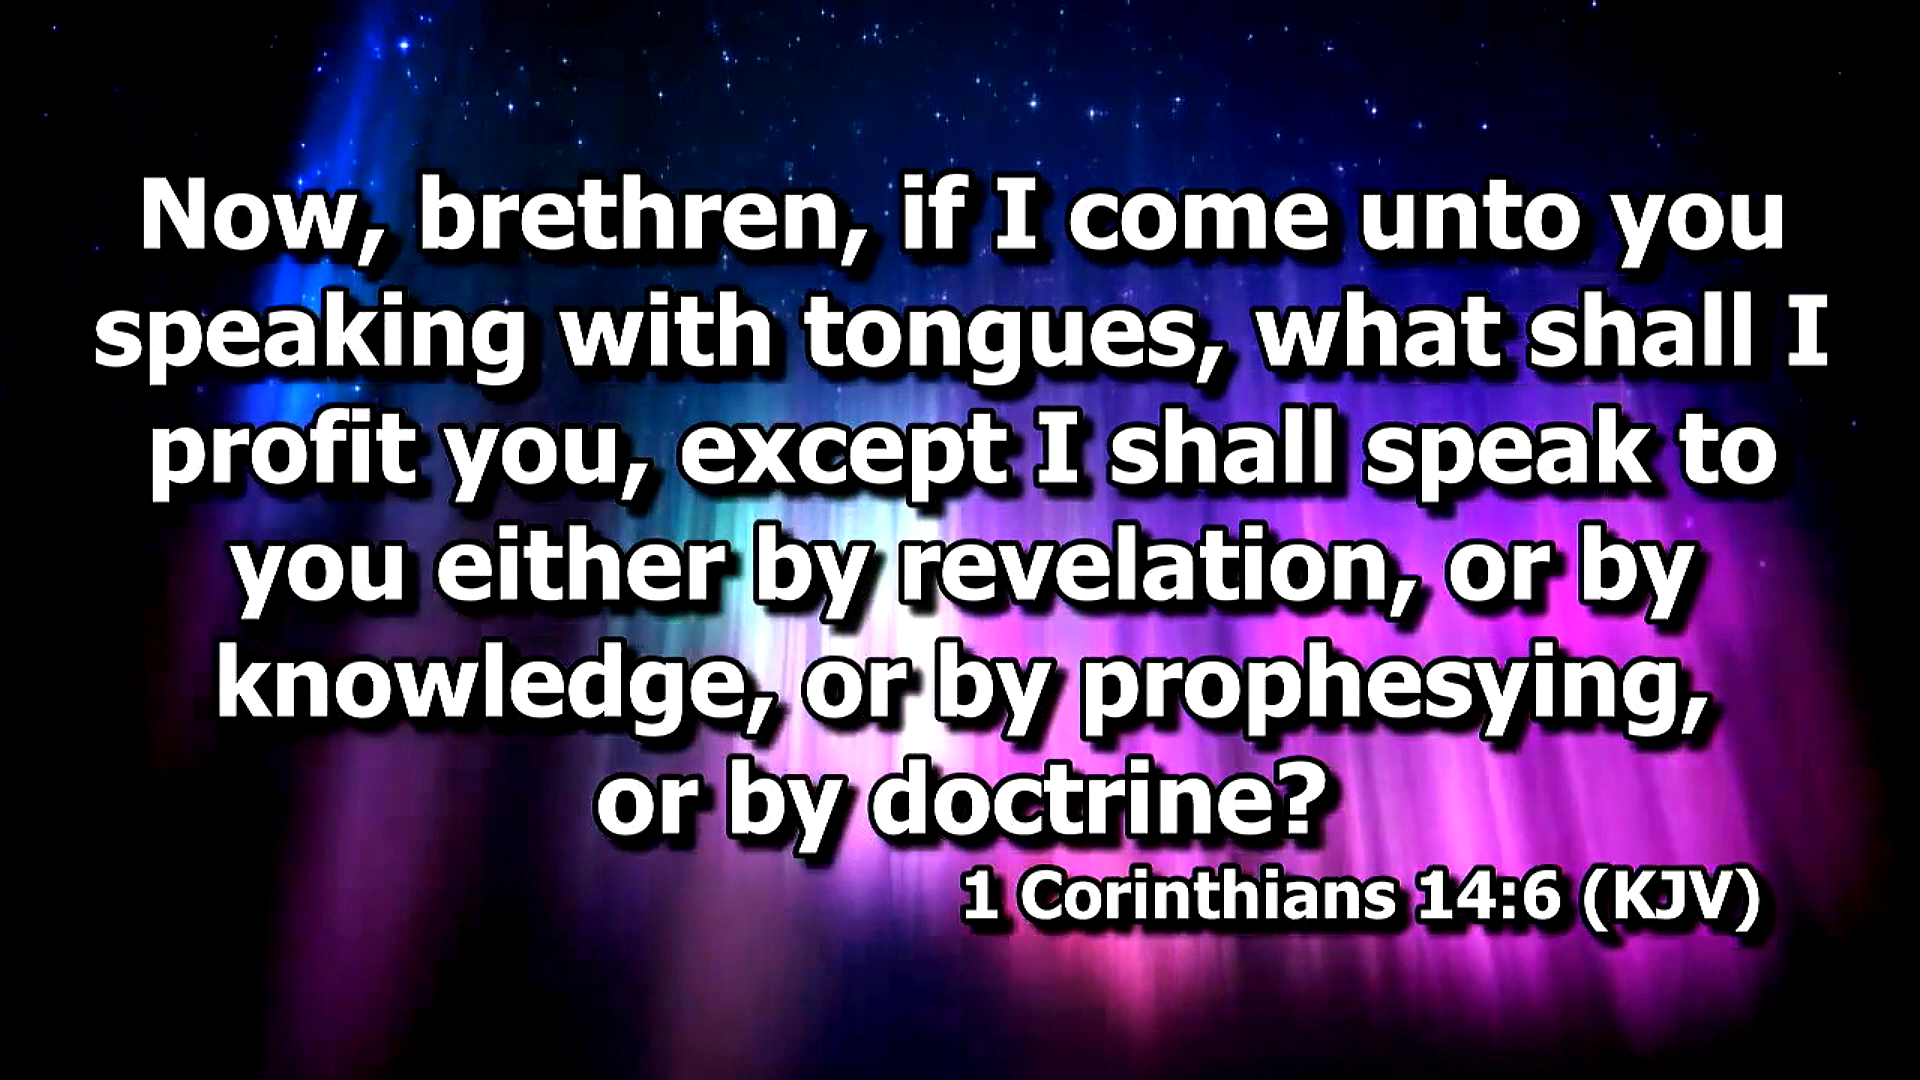 Now, brethren, if I come unto you
speaking with tongues, what shall I
profit you, except I shall speak to
you either by revelation, or by
knowledge, or by prophesying,
or by doctrine?
1 Corinthians 14:6 (KJV)